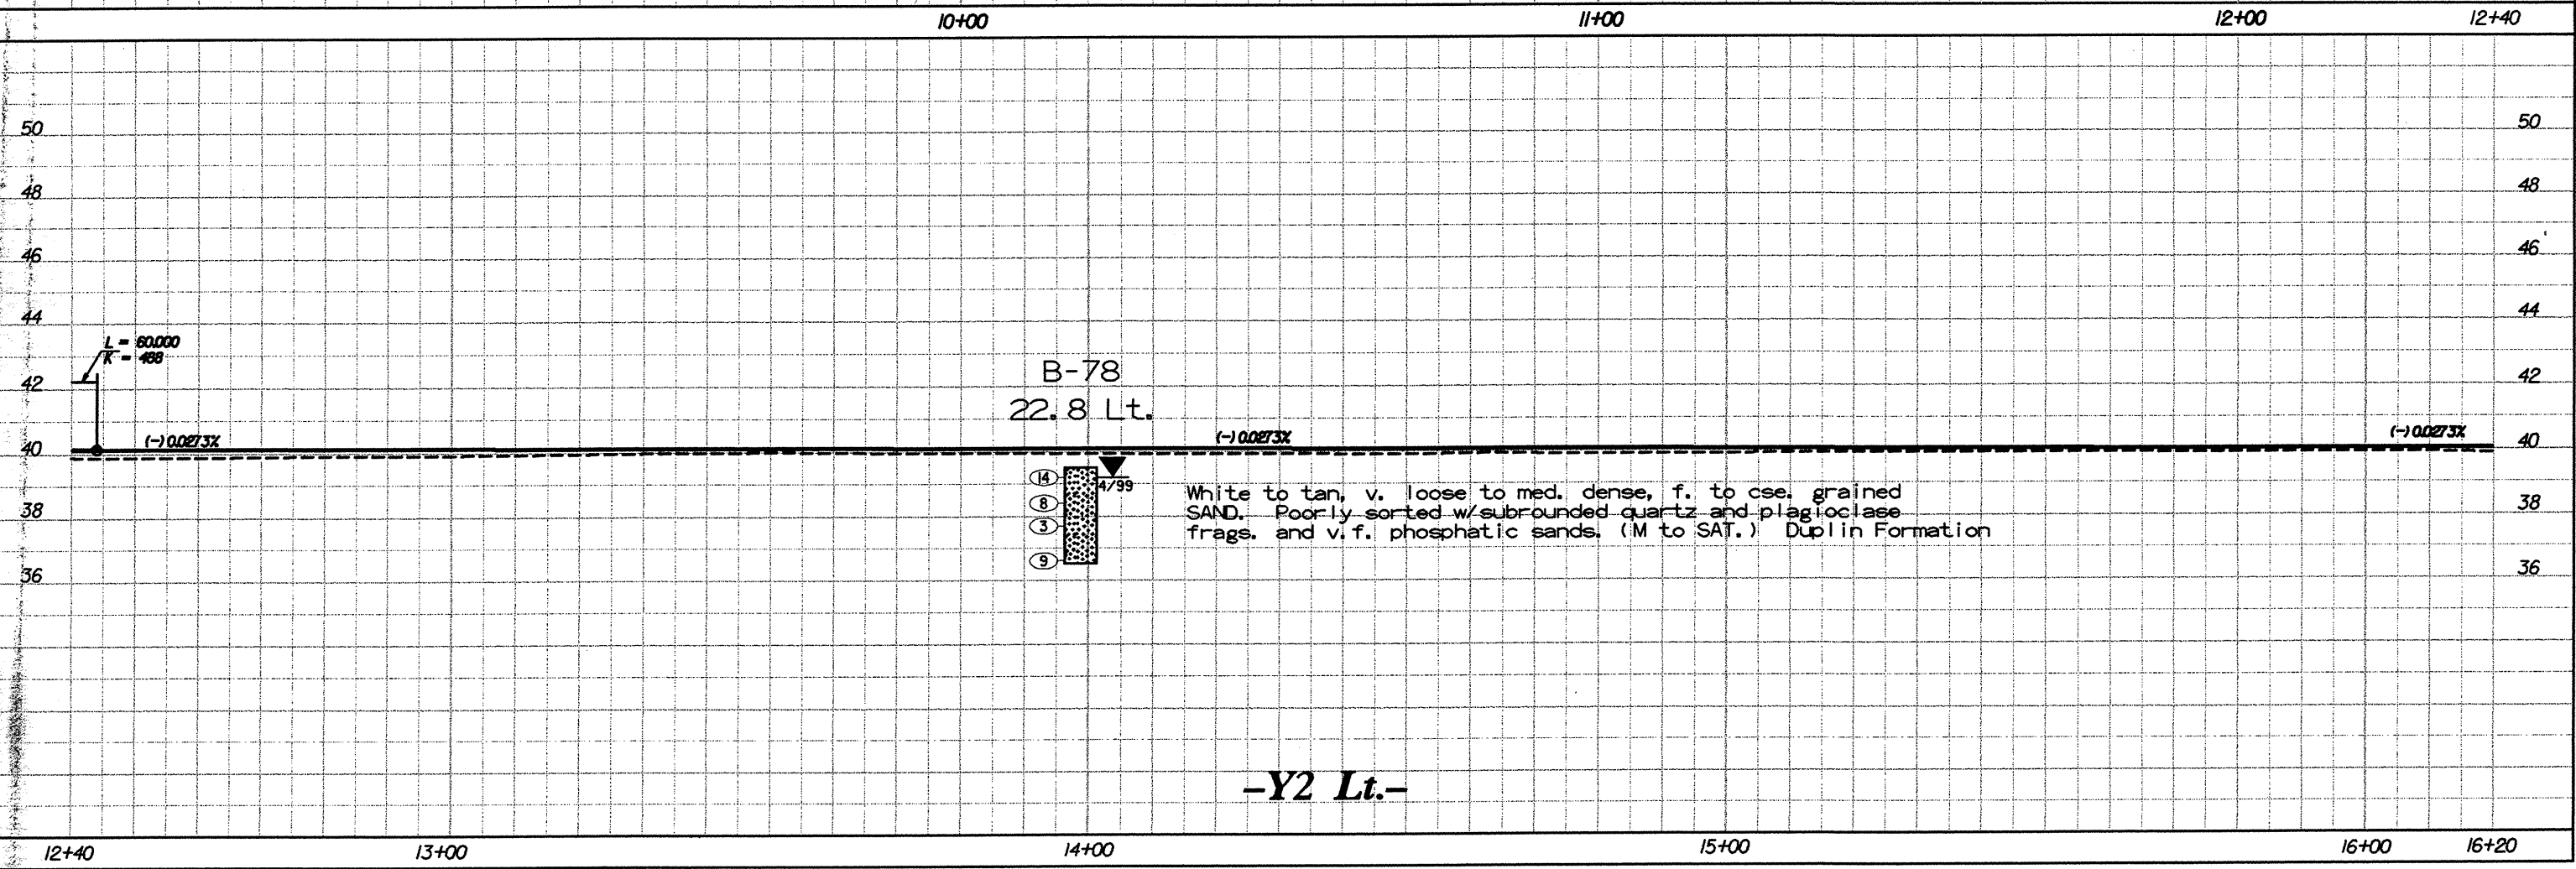 10+00 11+00 12+00 12+40
50 50
48 48
46 46
44 44
L = 60.000
K = 488
42 42
B-78
22.8 Lt.
(-) 0.0273% (-) 0.0273% (-) 0.0273%
40 40
14 4/99
White to tan, v. loose to med. dense, f. to cse. grained
8
38 SAND. Poorly sorted w/subrounded quartz and plagioclase 38
3
frags. and v.f. phosphatic sands. (M to SAT.) Duplin Formation
9
36 36
-Y2 Lt.-
12+40 13+00 14+00 15+00 16+00 16+20